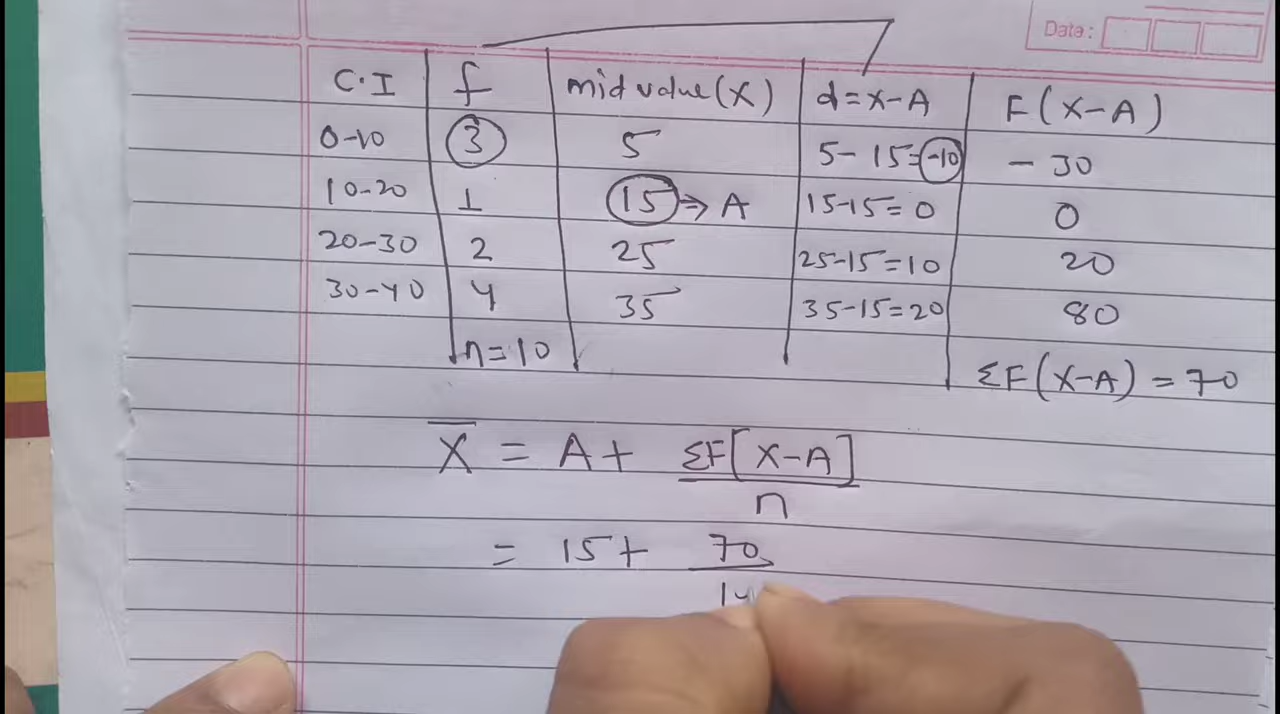 Date:
C.I f mid value(X) d=X-A F(X-A)
0-10 3 5 5-15=-10 -30
10-20 1 15→A 15-15=0 0
20-30 2 25 25-15=10 20
30-40 4 35 35-15=20 80
n=10 ΣF(X-A)=70
X̄ = A+ ΣF[X-A]
n
= 15+ 70